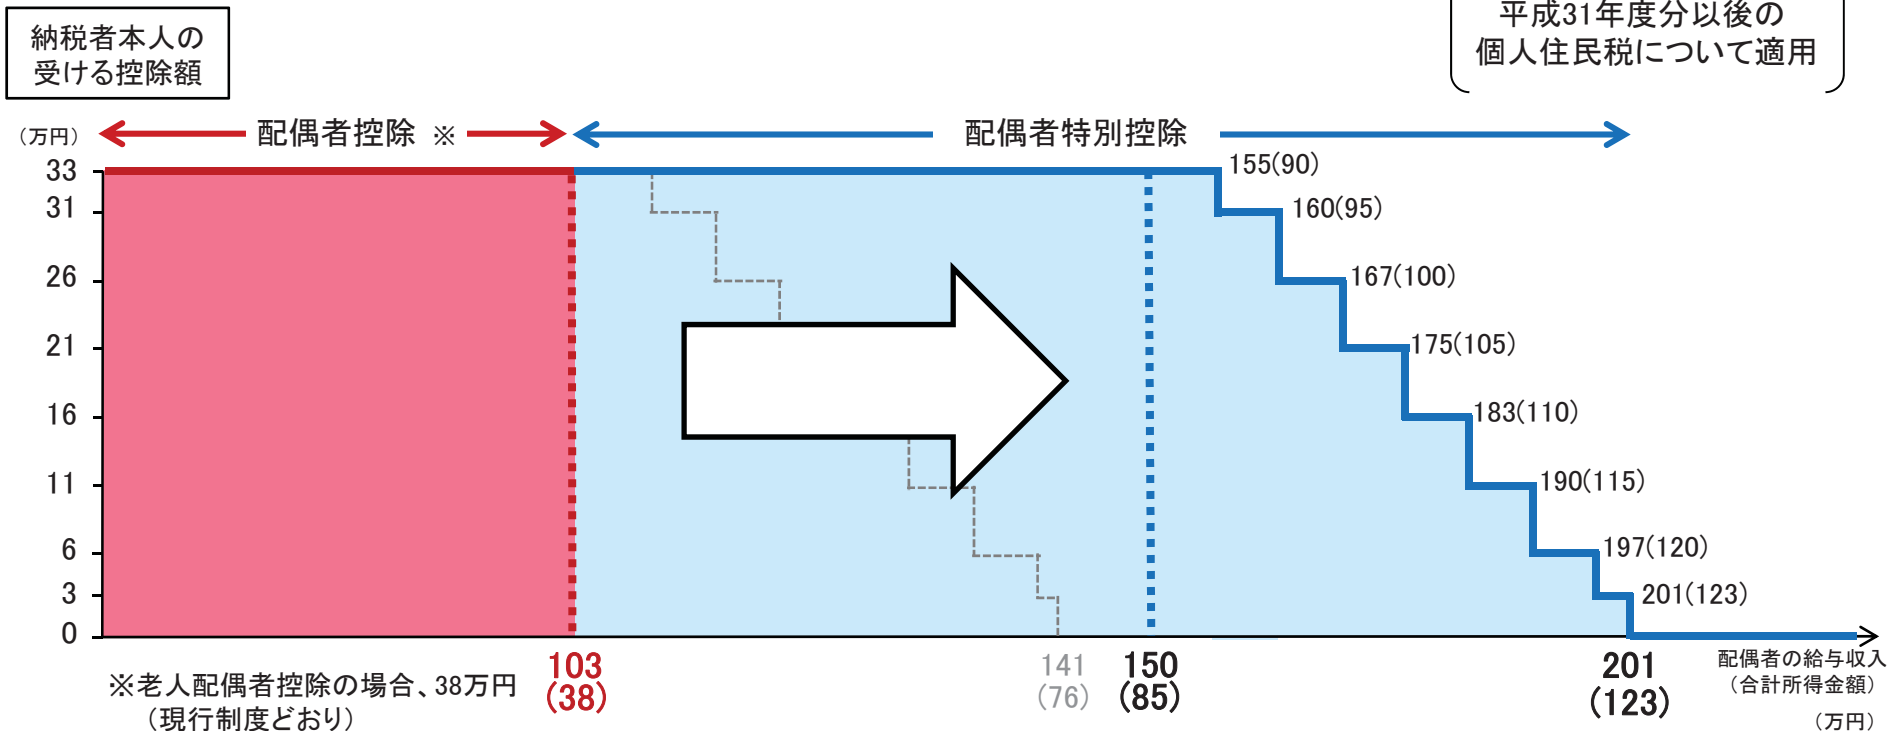 納税者本人の
受ける控除額
平成31年度分以後の
個人住民税について適用
（万円）
配偶者控除 ※
配偶者特別控除
33
31
26
21
16
11
6
3
0
155(90)
160(95)
167(100)
175(105)
183(110)
190(115)
197(120)
201(123)
103
(38)
141
(76)
150
(85)
201
(123)
配偶者の給与収入
（合計所得金額）
（万円）
※老人配偶者控除の場合、38万円
（現行制度どおり）